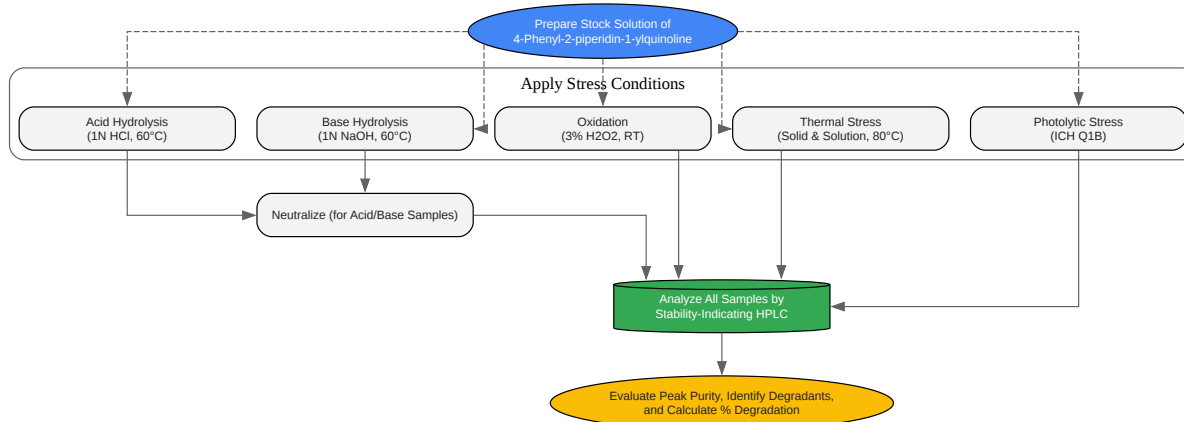 Prepare Stock Solution of
4-Phenyl-2-piperidin-1-ylquinoline
Apply Stress Conditions
Acid Hydrolysis
(1N HCl, 60°C)
Base Hydrolysis
(1N NaOH, 60°C)
Oxidation
(3% H2O2, RT)
Thermal Stress
(Solid & Solution, 80°C)
Photolytic Stress
(ICH Q1B)
Neutralize (for Acid/Base Samples)
Analyze All Samples by
Stability-Indicating HPLC
Evaluate Peak Purity, Identify Degradants,
and Calculate % Degradation